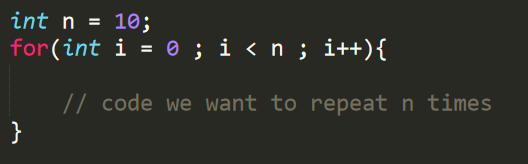 int n = 10;
for(int i = 0 ; i < n ; i++){
// code we want to repeat n times
}